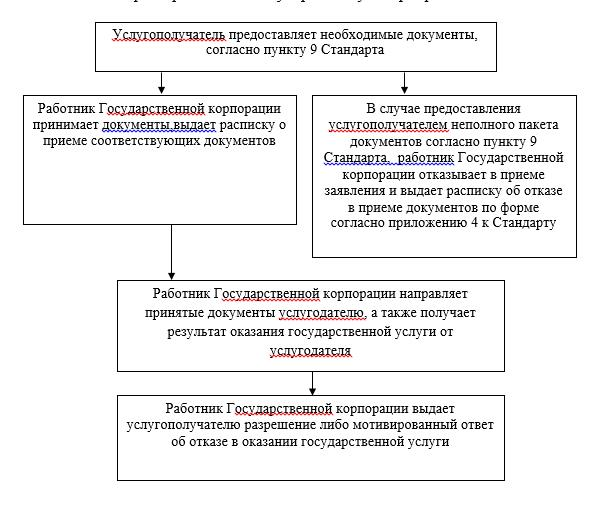 Услугополучатель предоставляет необходимые документы,
согласно пункту 9 Стандарта
Работник Государственной корпорации
принимает документы,выдает расписку о
приеме соответствующих документов
В случае предоставления
услугополучателем неполного пакета
документов согласно пункту 9
Стандарта, работник Государственной
корпорации отказывает в приеме
заявления и выдает расписку об отказе
в приеме документов по форме
согласно приложению 4 к Стандарту
Работник Государственной корпорации направляет
принятые документы услугодателю, а также получает
результат оказания государственной услуги от
услугодателя
Работник Государственной корпорации выдает
услугополучателю разрешение либо мотивированный ответ
об отказе в оказании государственной услуги